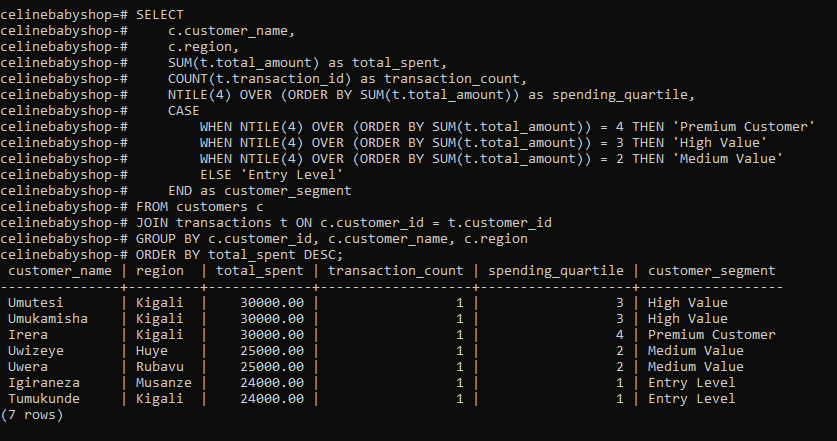 celinebabyshop=# SELECT
celinebabyshop-#     c.customer_name,
celinebabyshop-#     c.region,
celinebabyshop-#     SUM(t.total_amount) as total_spent,
celinebabyshop-#     COUNT(t.transaction_id) as transaction_count,
celinebabyshop-#     NTILE(4) OVER (ORDER BY SUM(t.total_amount)) as spending_quartile,
celinebabyshop-#     CASE
celinebabyshop-#         WHEN NTILE(4) OVER (ORDER BY SUM(t.total_amount)) = 4 THEN 'Premium Customer'
celinebabyshop-#         WHEN NTILE(4) OVER (ORDER BY SUM(t.total_amount)) = 3 THEN 'High Value'
celinebabyshop-#         WHEN NTILE(4) OVER (ORDER BY SUM(t.total_amount)) = 2 THEN 'Medium Value'
celinebabyshop-#         ELSE 'Entry Level'
celinebabyshop-#     END as customer_segment
celinebabyshop-# FROM customers c
celinebabyshop-# JOIN transactions t ON c.customer_id = t.customer_id
celinebabyshop-# GROUP BY c.customer_id, c.customer_name, c.region
celinebabyshop-# ORDER BY total_spent DESC;
 customer_name | region  | total_spent | transaction_count | spending_quartile | customer_segment
---------------+---------+-------------+-------------------+-------------------+------------------
 Umutesi       | Kigali  |    30000.00 |                 1 |                 3 | High Value
 Umukamisha    | Kigali  |    30000.00 |                 1 |                 3 | High Value
 Irera         | Kigali  |    30000.00 |                 1 |                 4 | Premium Customer
 Uwizeye       | Huye    |    25000.00 |                 1 |                 2 | Medium Value
 Uwera         | Rubavu  |    25000.00 |                 1 |                 2 | Medium Value
 Igiraneza     | Musanze |    24000.00 |                 1 |                 1 | Entry Level
 Tumukunde     | Kigali  |    24000.00 |                 1 |                 1 | Entry Level
(7 rows)